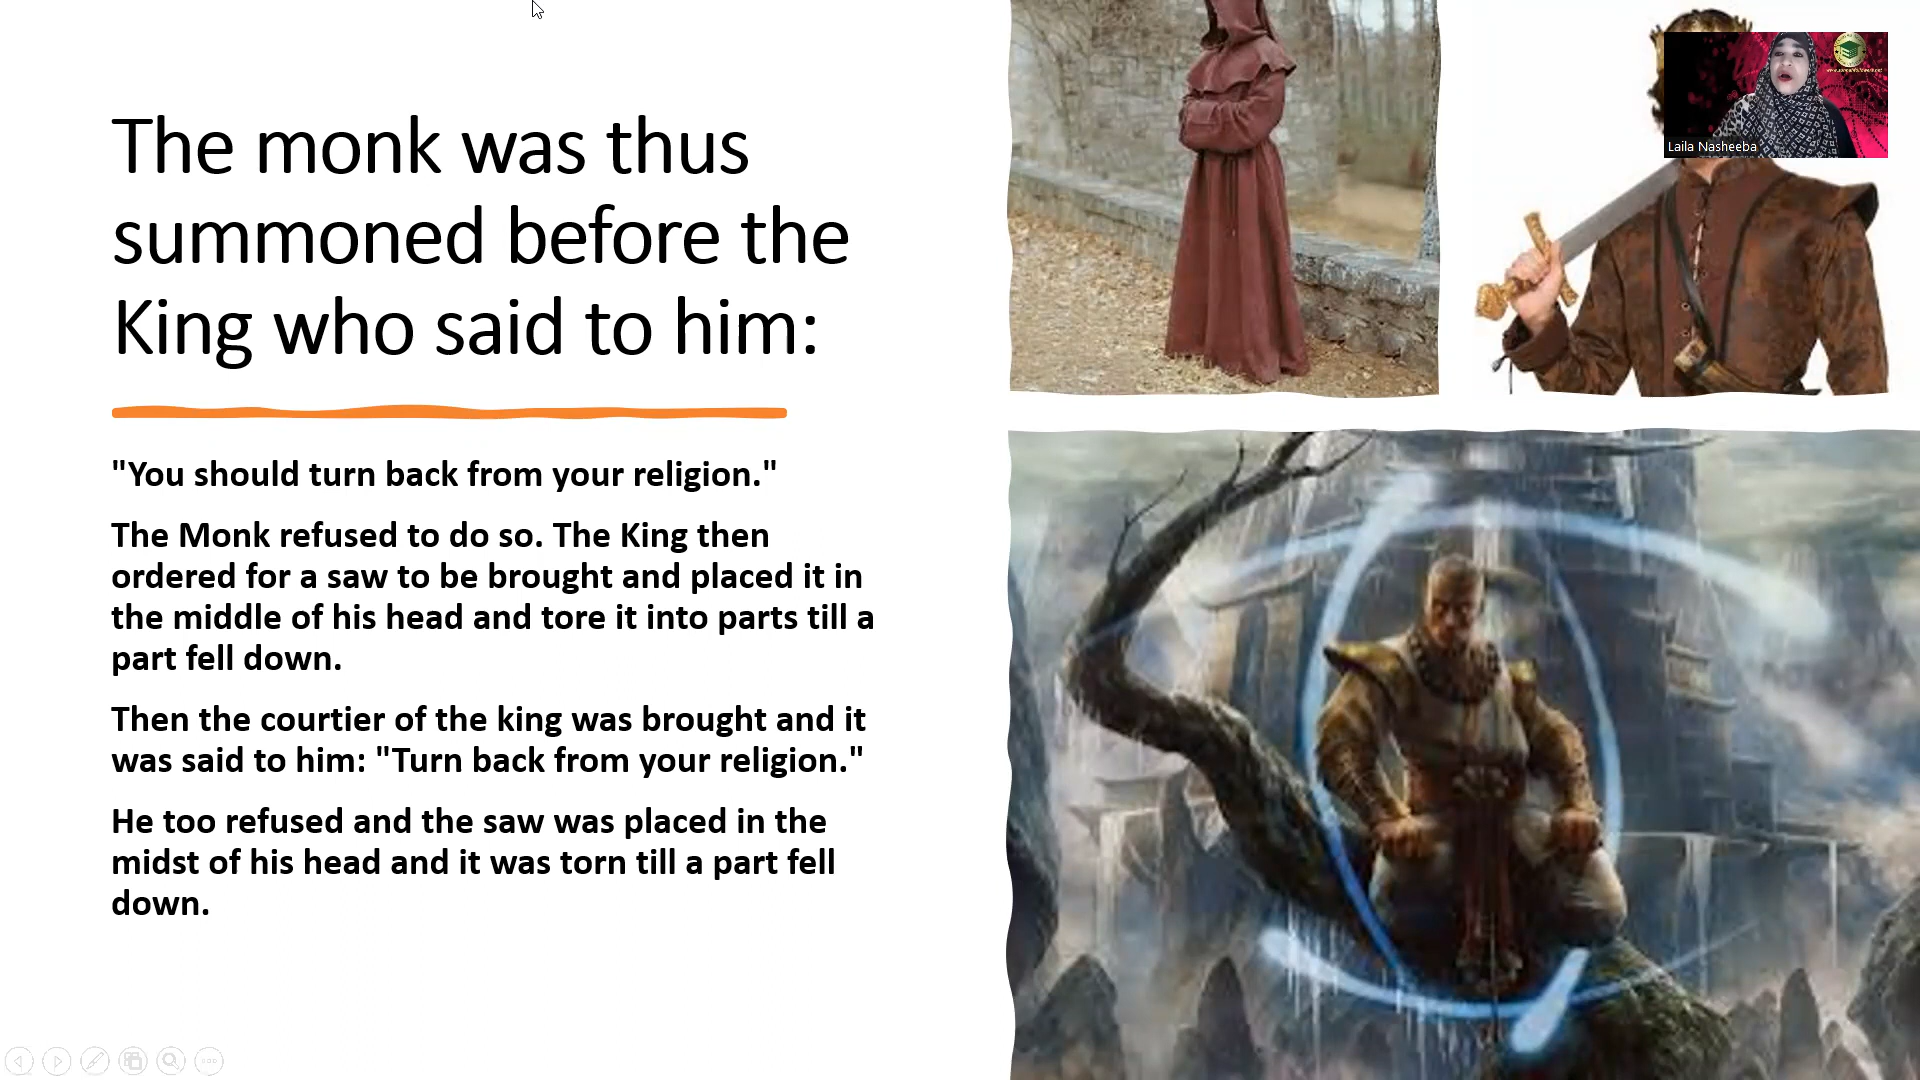 The monk was thus
summoned before the
King who said to him:
"You should turn back from your religion."
The Monk refused to do so. The King then
ordered for a saw to be brought and placed it in
the middle of his head and tore it into parts till a
part fell down.
Then the courtier of the king was brought and it
was said to him: "Turn back from your religion."
He too refused and the saw was placed in the
midst of his head and it was torn till a part fell
down.
Laila Nasheeba